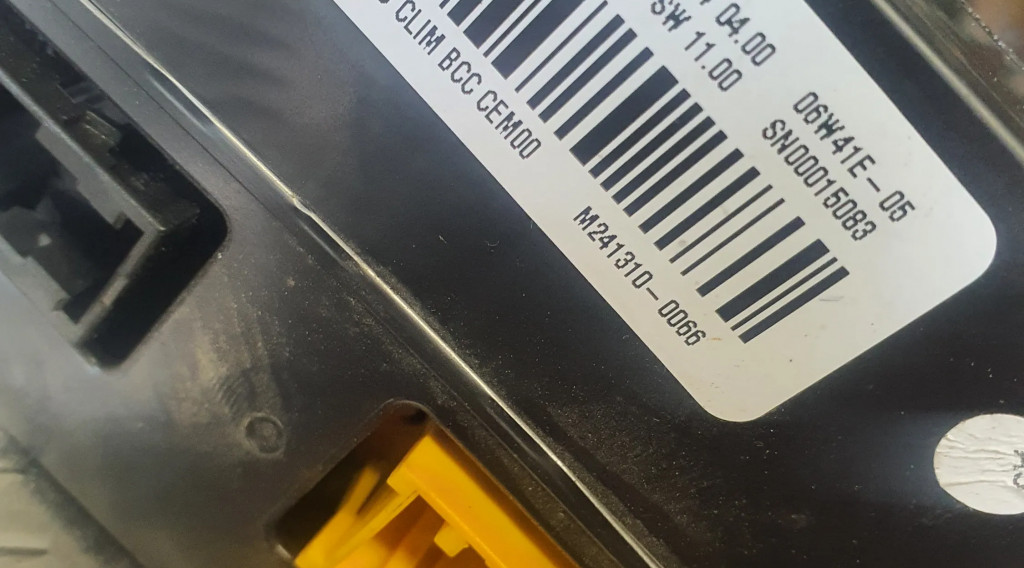 04.00
SW 11.00
06W41E-05
SN00015083
CLIM BCC CEM00
M241310-0066